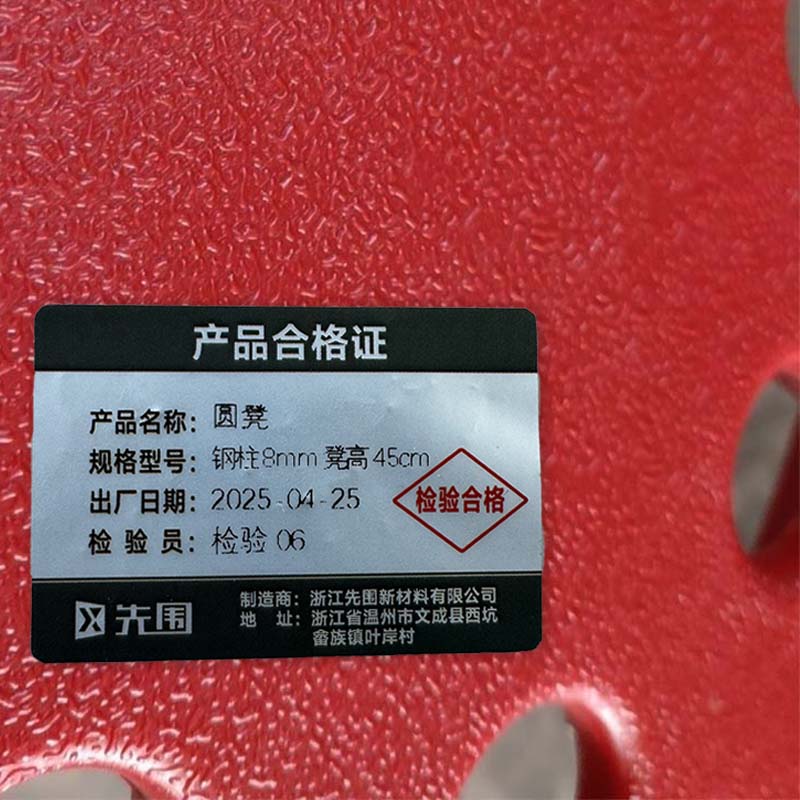 产品合格证
产品名称：圆凳
规格型号：钢柱8mm 凳高45cm
出厂日期：2025-04-25
检验员：检验06
检验合格
先围
制造商：浙江先围新材料有限公司
地址：浙江省温州市文成县西坑
畲族镇叶岸村